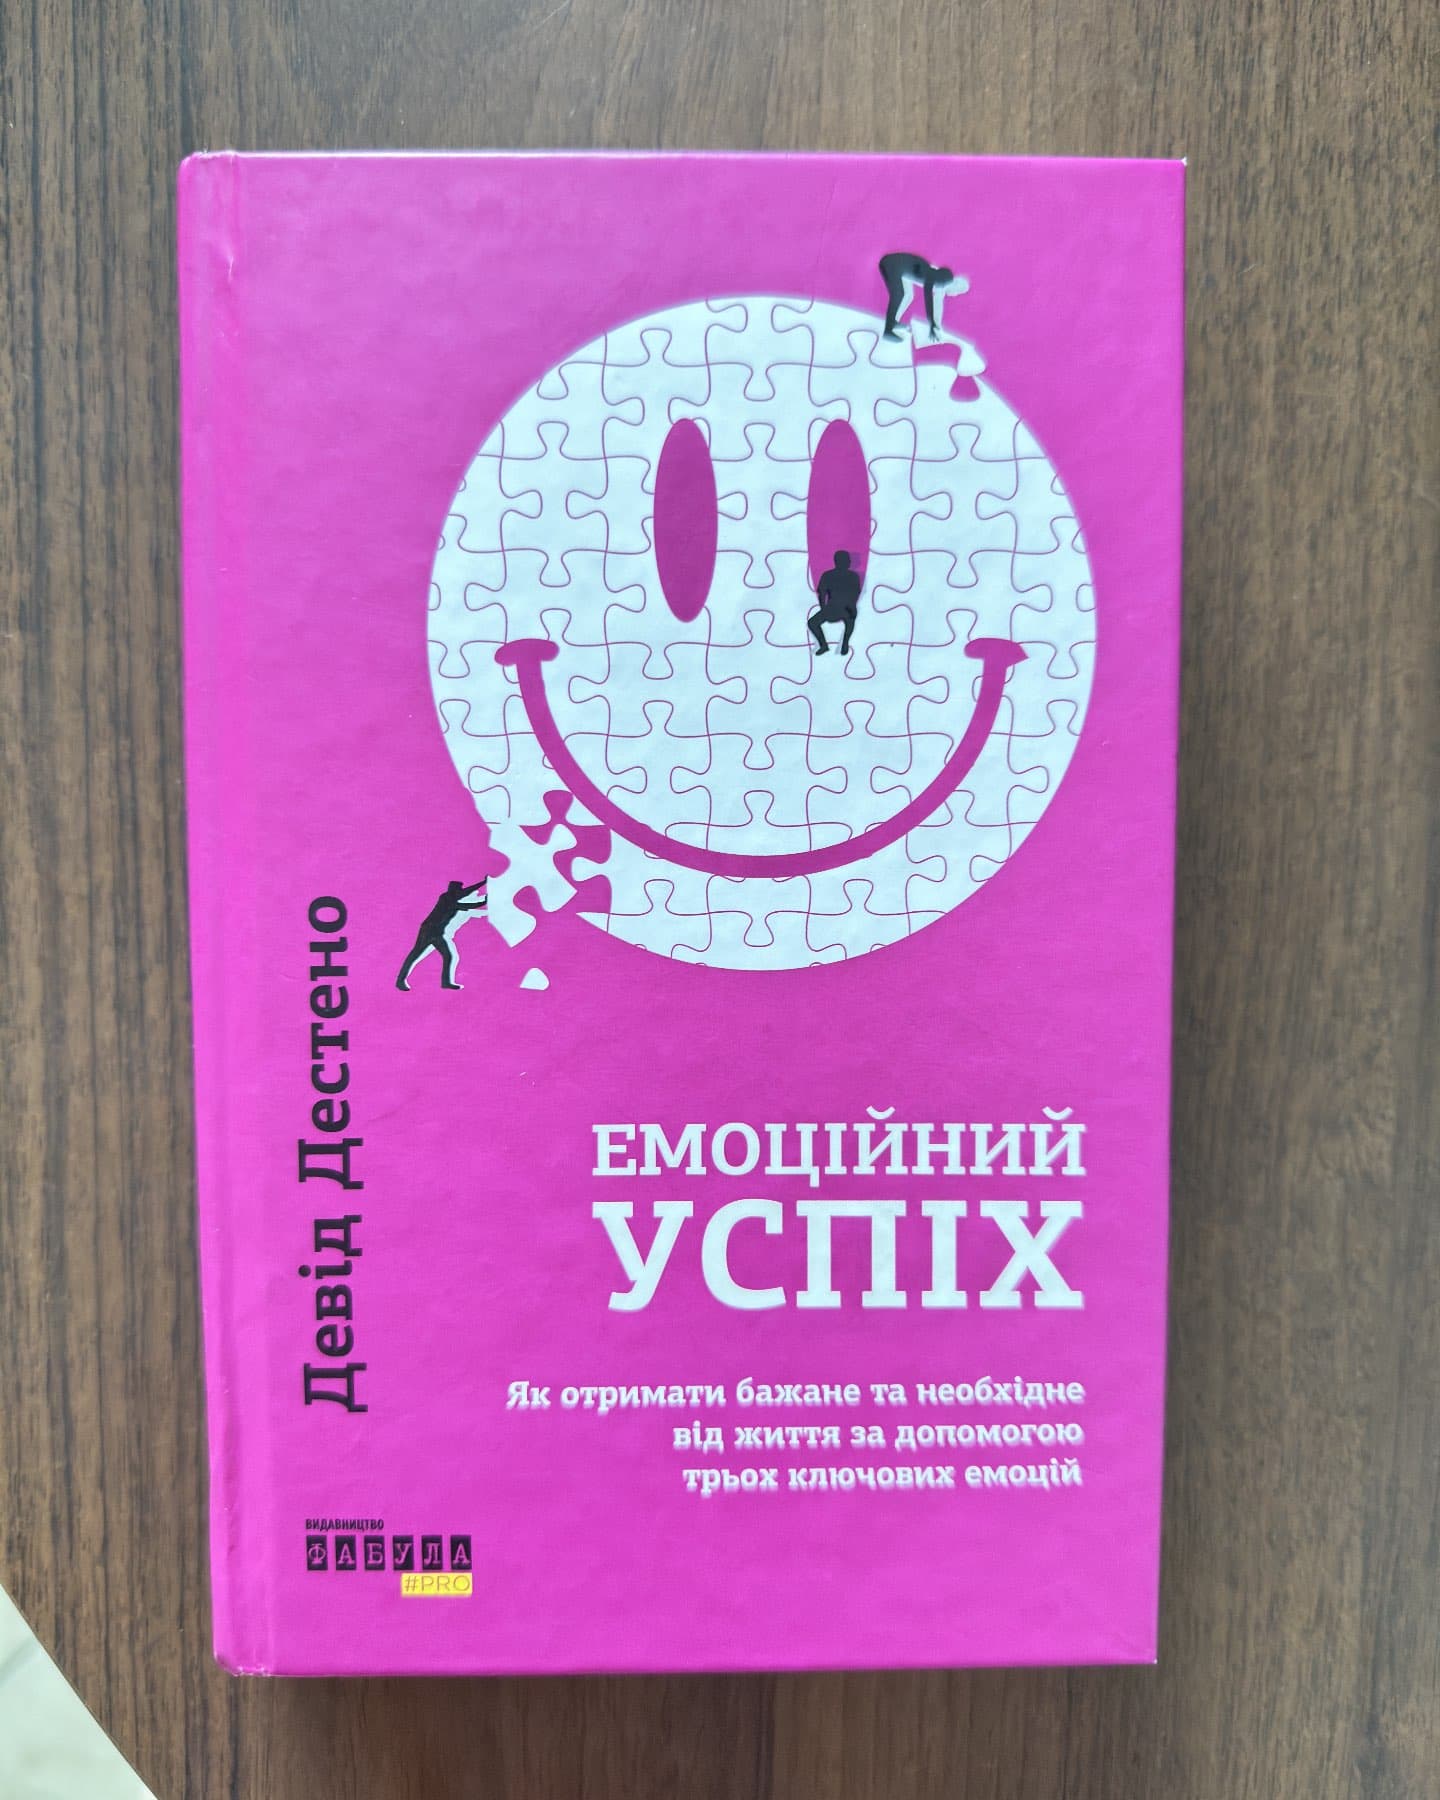 Девід Дестено
ЕМОЦІЙНИЙ
УСПІХ
Як отримати бажане та необхідне
від життя за допомогою
трьох ключових емоцій
ВИДАВНИЦТВО
ФАБУЛА
#PRO